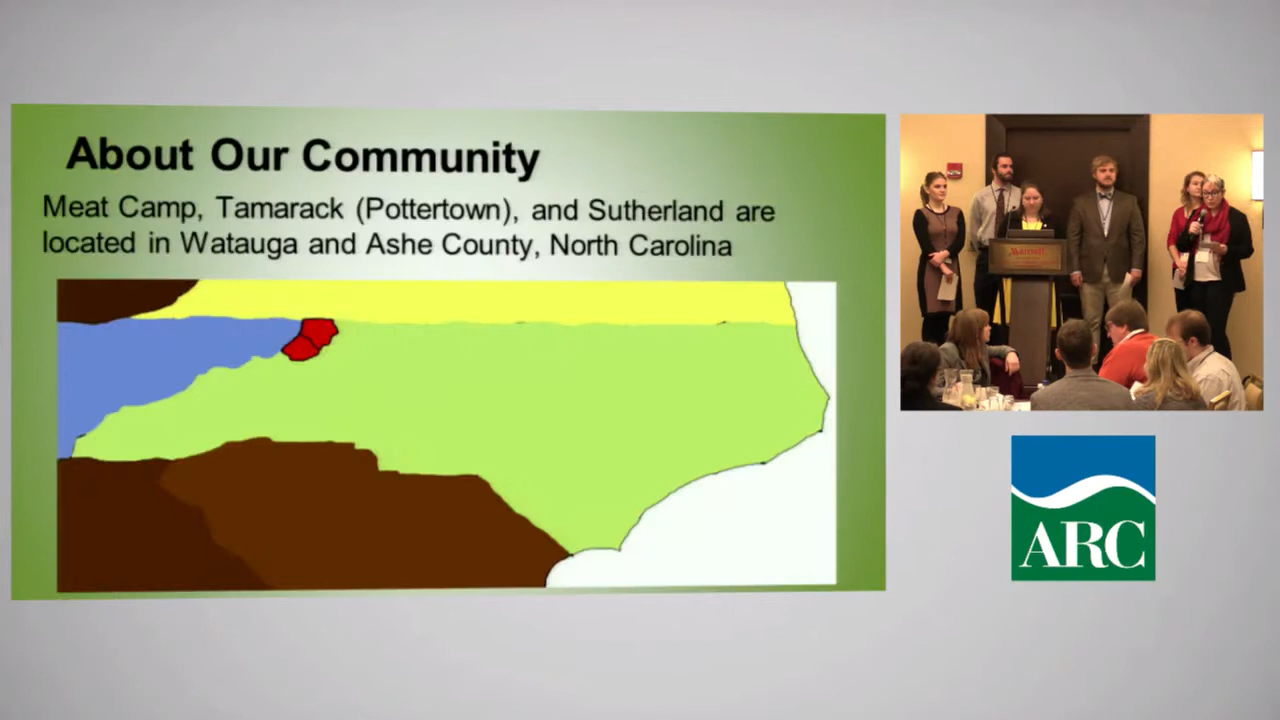 About Our Community
Meat Camp, Tamarack (Pottertown), and Sutherland are
located in Watauga and Ashe County, North Carolina
Marriott
ARC